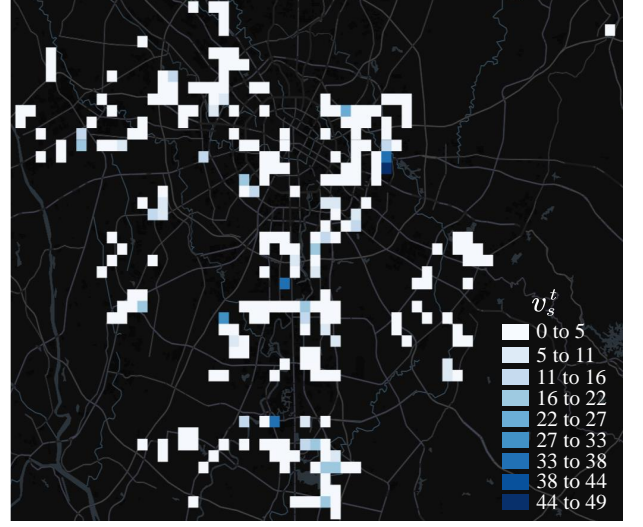 v_s^t
0 to 5
5 to 11
11 to 16
16 to 22
22 to 27
27 to 33
33 to 38
38 to 44
44 to 49